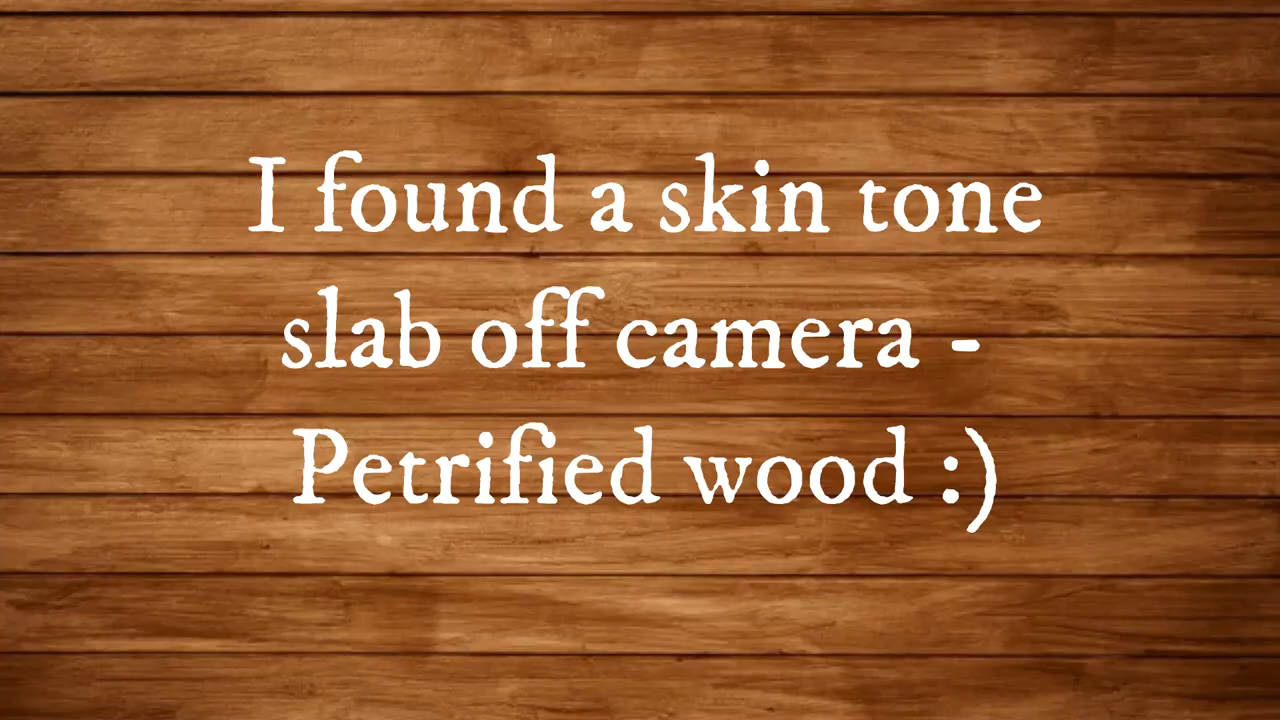 I found a skin tone
slab off camera -
Petrified wood :)